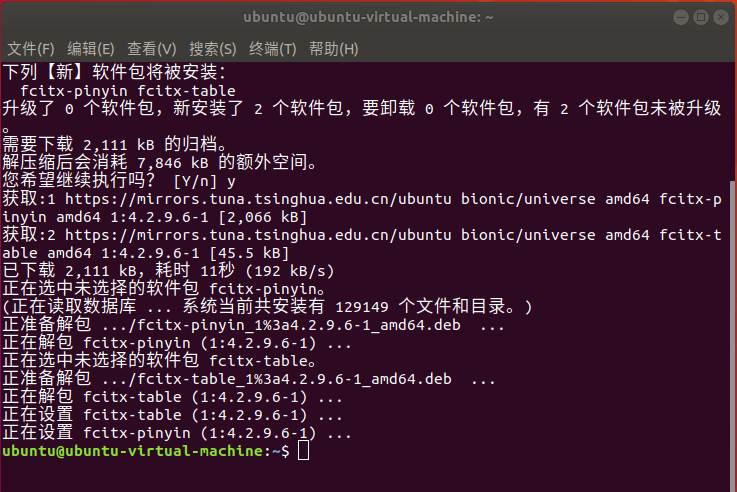 ubuntu@ubuntu-virtual-machine: ~
文件(F) 编辑(E) 查看(V) 搜索(S) 终端(T) 帮助(H)
下列【新】软件包将被安装：
  fcitx-pinyin fcitx-table
升级了 0 个软件包，新安装了 2 个软件包，要卸载 0 个软件包，有 2 个软件包未被升级
。
需要下载 2,111 kB 的归档。
解压缩后会消耗 7,846 kB 的额外空间。
您希望继续执行吗？ [Y/n] y
获取:1 https://mirrors.tuna.tsinghua.edu.cn/ubuntu bionic/universe amd64 fcitx-p
inyin amd64 1:4.2.9.6-1 [2,066 kB]
获取:2 https://mirrors.tuna.tsinghua.edu.cn/ubuntu bionic/universe amd64 fcitx-t
able amd64 1:4.2.9.6-1 [45.5 kB]
已下载 2,111 kB，耗时 11秒 (192 kB/s)
正在选中未选择的软件包 fcitx-pinyin。
(正在读取数据库 ... 系统当前共安装有 129149 个文件和目录。)
正准备解包 .../fcitx-pinyin_1%3a4.2.9.6-1_amd64.deb  ...
正在解包 fcitx-pinyin (1:4.2.9.6-1) ...
正在选中未选择的软件包 fcitx-table。
正准备解包 .../fcitx-table_1%3a4.2.9.6-1_amd64.deb  ...
正在解包 fcitx-table (1:4.2.9.6-1) ...
正在设置 fcitx-table (1:4.2.9.6-1) ...
正在设置 fcitx-pinyin (1:4.2.9.6-1) ...
ubuntu@ubuntu-virtual-machine:~$